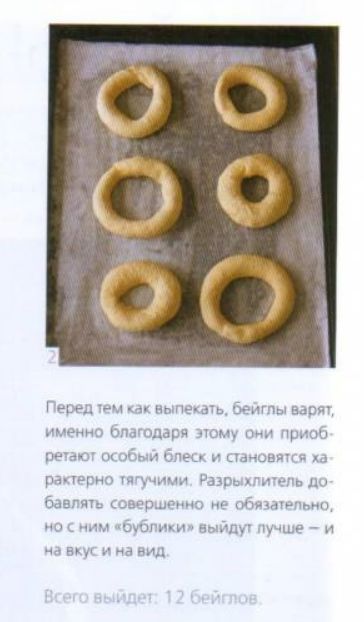 2
Перед тем как выпекать, бейглы варят,
именно благодаря этому они приоб-
ретают особый блеск и становятся ха-
рактерно тягучими. Разрыхлитель до-
бавлять совершенно не обязательно,
но с ним «бублики» выйдут лучше – и
на вкус и на вид.
Всего выйдет: 12 бейглов.